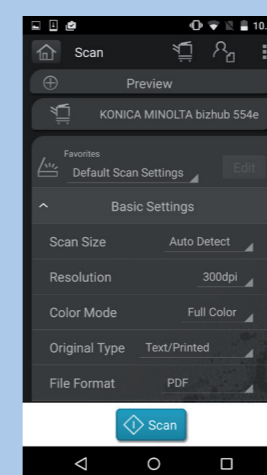 10.
Scan
Preview
KONICA MINOLTA bizhub 554e
Favorites
Default Scan Settings
Edit
Basic Settings
Scan Size Auto Detect
Resolution 300dpi
Color Mode Full Color
Original Type Text/Printed
File Format PDF
Scan